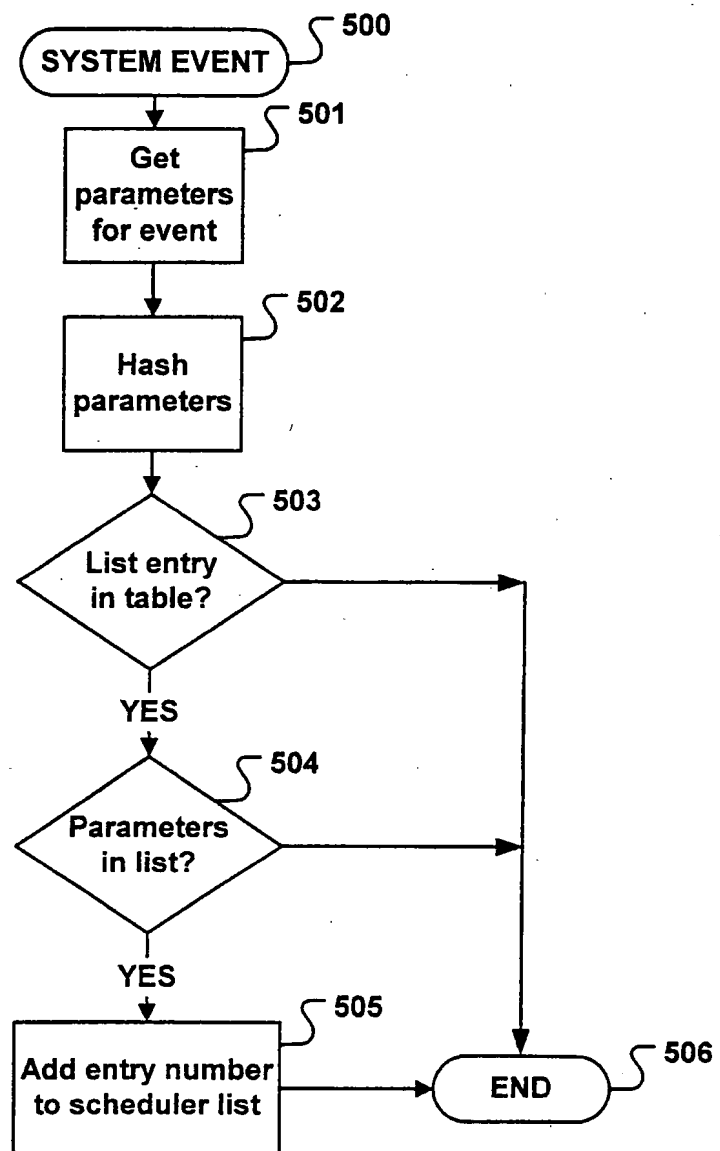 500
SYSTEM EVENT
501
Get
parameters
for event
502
Hash
parameters
503
List entry
in table?
YES
504
Parameters
in list?
YES
505
Add entry number
to scheduler list
506
END